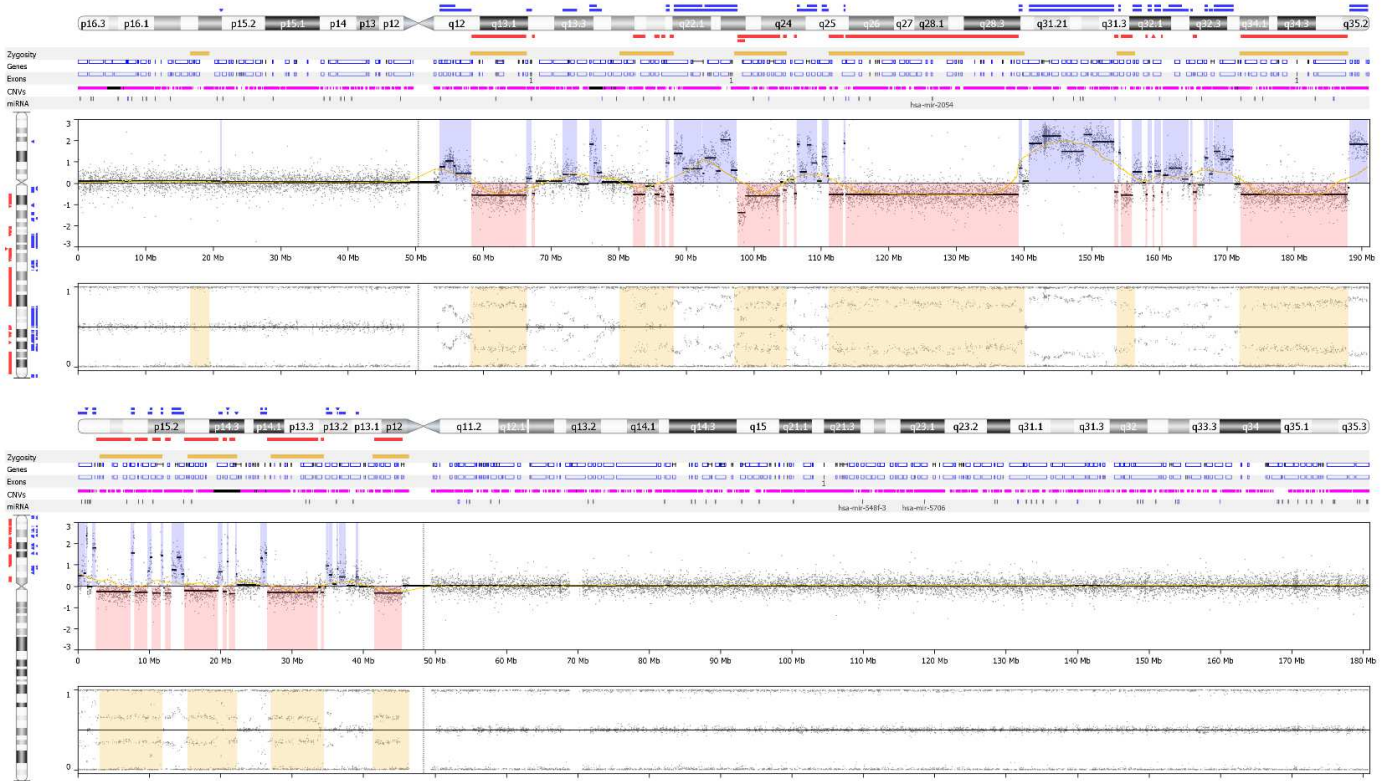 p16.3 p16.1 p15.2 p15.1 p14 p13 p12 q12 q13.1 q13.3 q22.1 q24 q25 q26 q27 q28.1 q28.3 q31.21 q31.3 q32.1 q32.3 q34.1 q34.3 q35.2
Zygosity
Genes
Exons
CNVs
miRNA
hsa-mir-2054
3
2
1
0
-1
-2
-3
0 10 Mb 20 Mb 30 Mb 40 Mb 50 Mb 60 Mb 70 Mb 80 Mb 90 Mb 100 Mb 110 Mb 120 Mb 130 Mb 140 Mb 150 Mb 160 Mb 170 Mb 180 Mb 190 Mb
1
0
p15.2 p14.3 p14.1 p13.3 p13.2 p13.1 p12 q11.2 q12.1 q13.2 q14.1 q14.3 q15 q21.1 q21.3 q23.1 q23.2 q31.1 q31.3 q32 q33.3 q34 q35.1 q35.3
Zygosity
Genes
Exons
CNVs
miRNA
hsa-mir-548f-3 hsa-mir-5706
3
2
1
0
-1
-2
-3
0 10 Mb 20 Mb 30 Mb 40 Mb 50 Mb 60 Mb 70 Mb 80 Mb 90 Mb 100 Mb 110 Mb 120 Mb 130 Mb 140 Mb 150 Mb 160 Mb 170 Mb 180 Mb
1
0